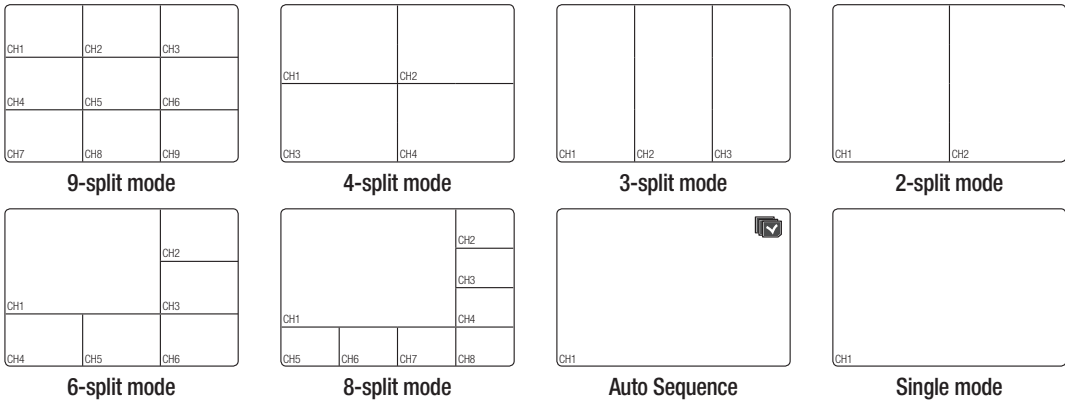 CH1 CH2 CH3
CH4 CH5 CH6
CH7 CH8 CH9
9-split mode
CH1 CH2
CH3 CH4
4-split mode
CH1 CH2 CH3
3-split mode
CH1 CH2
2-split mode
CH2
CH1 CH3
CH4 CH5 CH6
6-split mode
CH2
CH3
CH1 CH4
CH5 CH6 CH7 CH8
8-split mode
CH1
Auto Sequence
CH1
Single mode